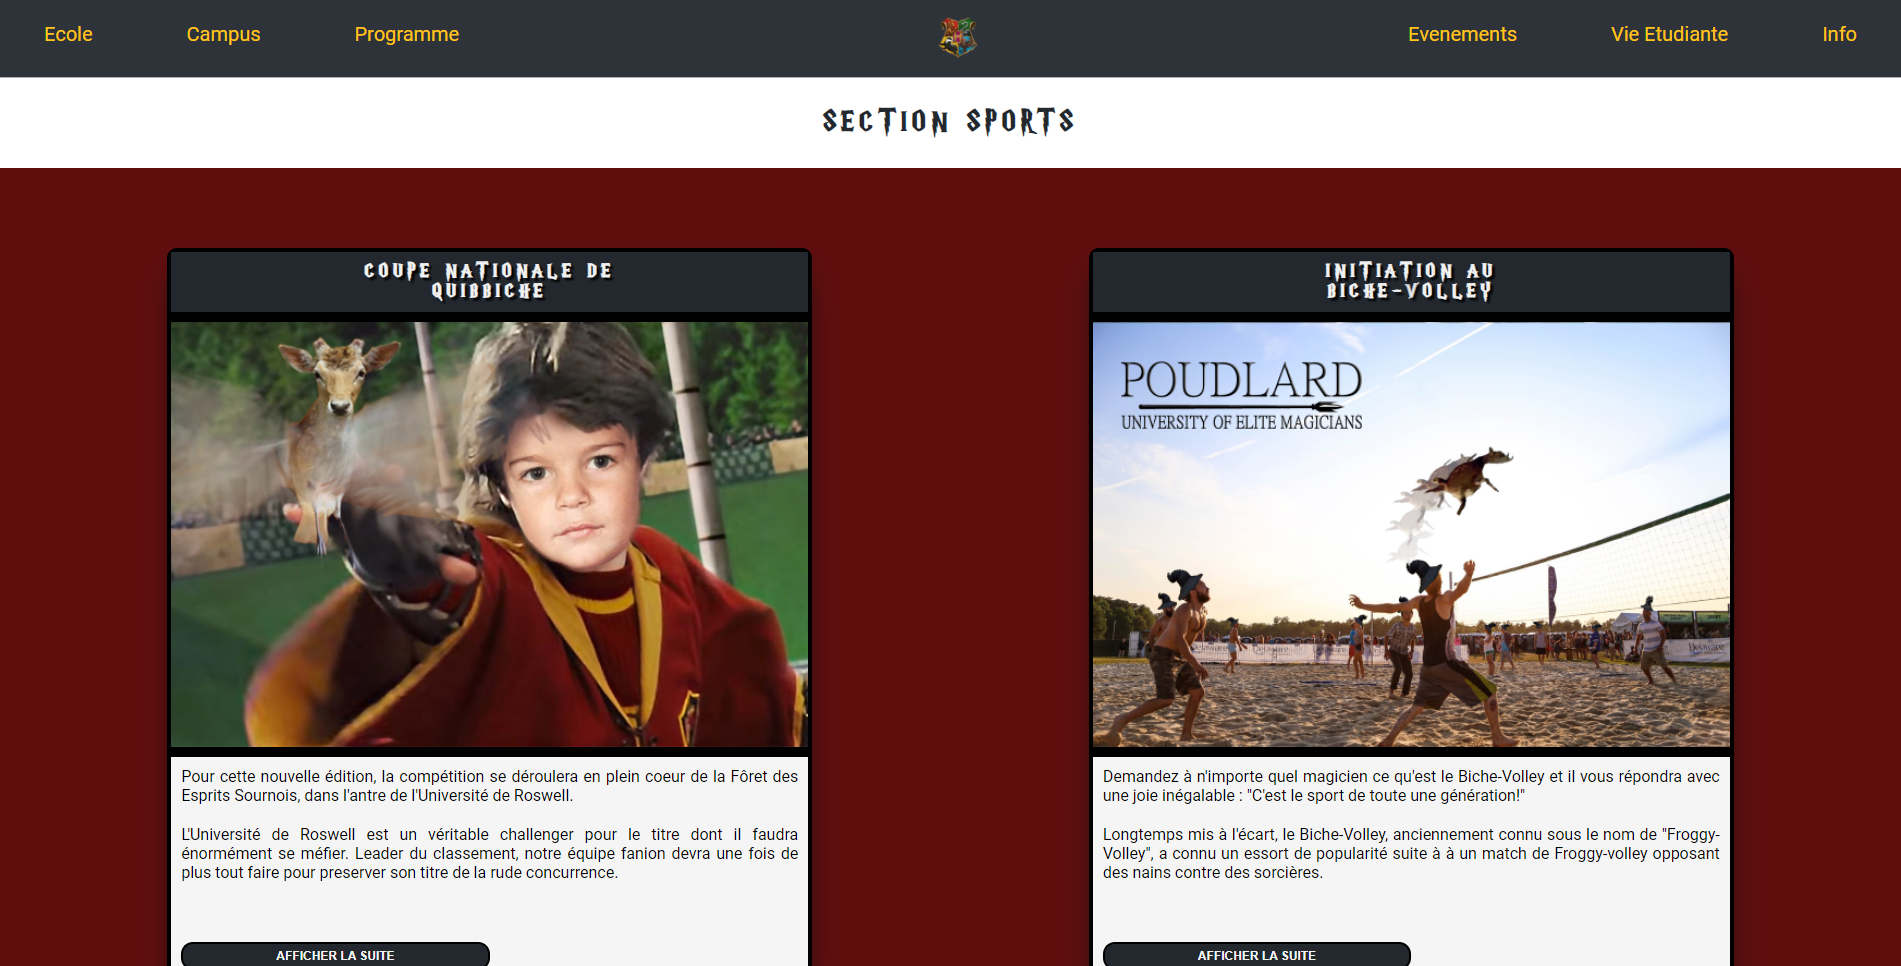 Ecole Campus Programme Evenements Vie Etudiante Info
SECTION SPORTS
COUPE NATIONALE DE
QUIBBICHE
Pour cette nouvelle édition, la compétition se déroulera en plein coeur de la Fôret des
Esprits Sournois, dans l'antre de l'Université de Roswell.
L'Université de Roswell est un véritable challenger pour le titre dont il faudra
énormément se méfier. Leader du classement, notre équipe fanion devra une fois de
plus tout faire pour preserver son titre de la rude concurrence.
AFFICHER LA SUITE
INITIATION AU
BICHE-VOLLEY
POUDLARD
UNIVERSITY OF ELITE MAGICIANS
Demandez à n'importe quel magicien ce qu'est le Biche-Volley et il vous répondra avec
une joie inégalable : "C'est le sport de toute une génération!"
Longtemps mis à l'écart, le Biche-Volley, anciennement connu sous le nom de "Froggy-
Volley", a connu un essort de popularité suite à à un match de Froggy-volley opposant
des nains contre des sorcières.
AFFICHER LA SUITE